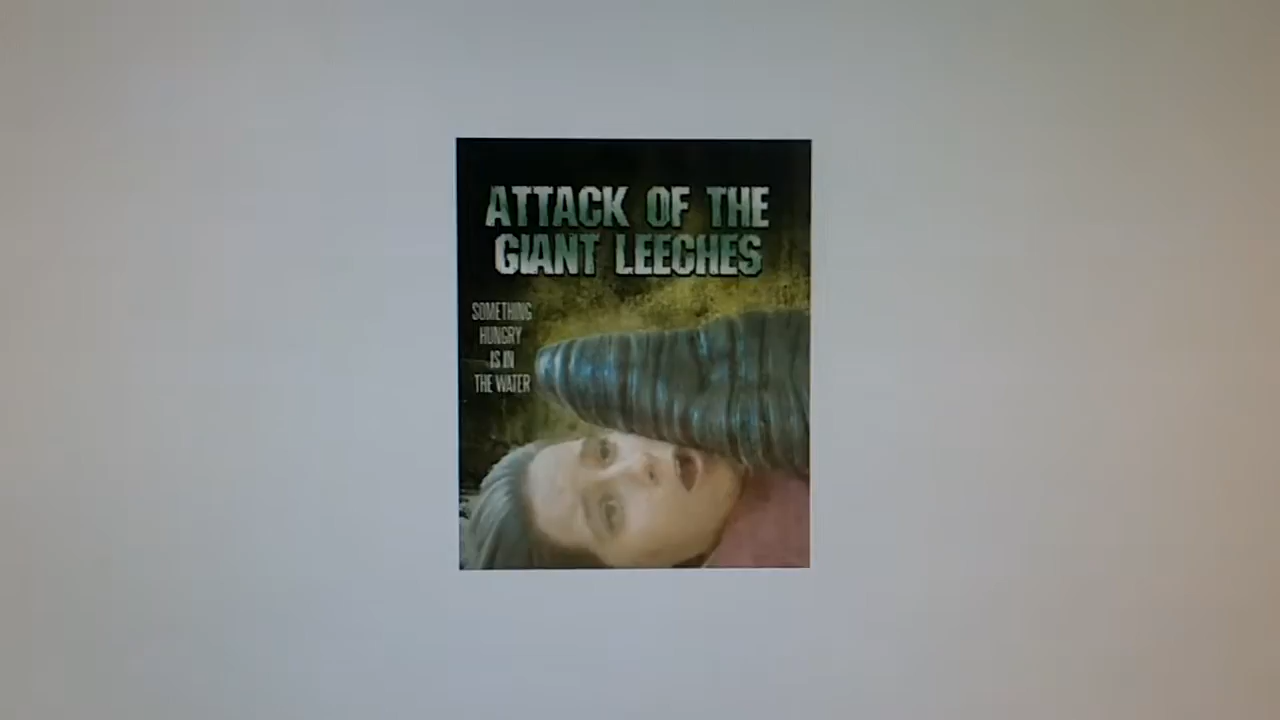 ATTACK OF THE
GIANT LEECHES
SOMETHING
HUNGRY
IS IN
THE WATER